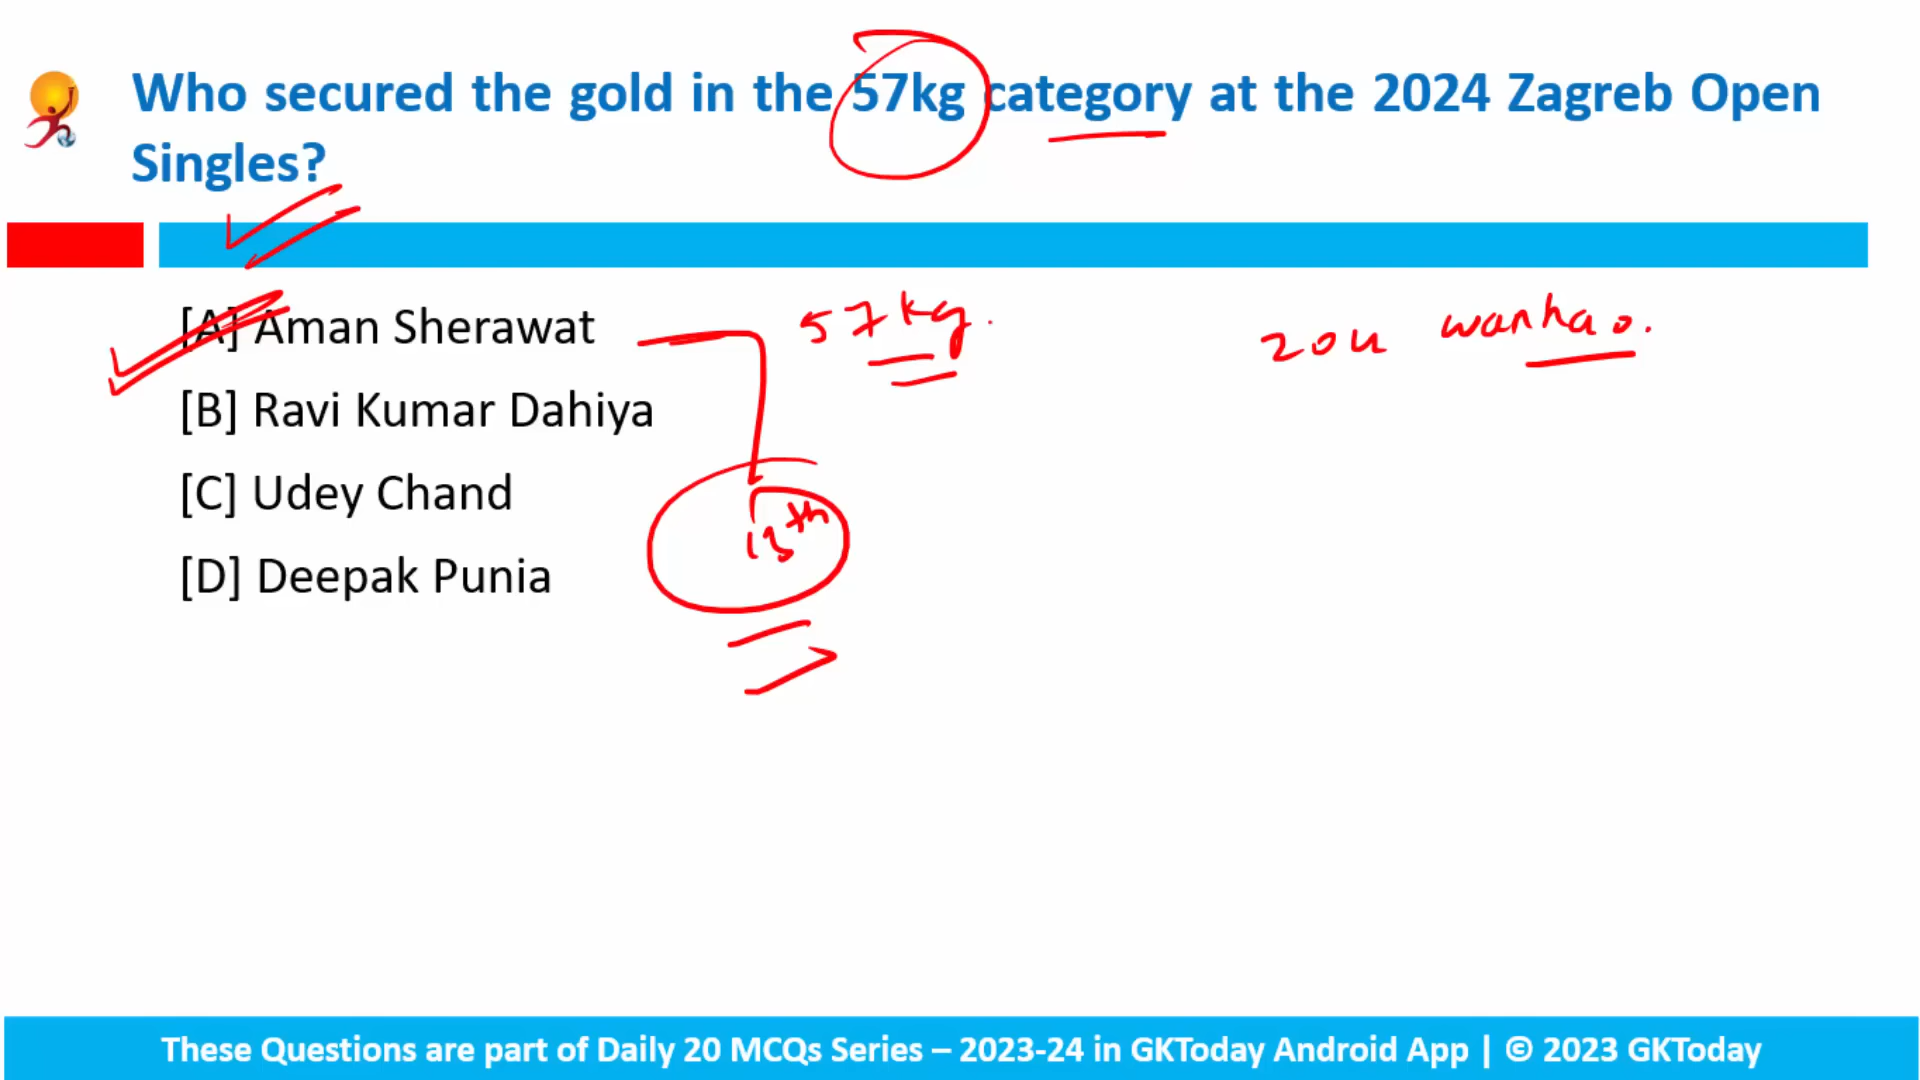 Who secured the gold in the 57kg category at the 2024 Zagreb Open
Singles?
[A] Aman Sherawat
57kg.
zou wanhao.
[B] Ravi Kumar Dahiya
[C] Udey Chand
13th
[D] Deepak Punia
These Questions are part of Daily 20 MCQs Series – 2023-24 in GKToday Android App | © 2023 GKToday